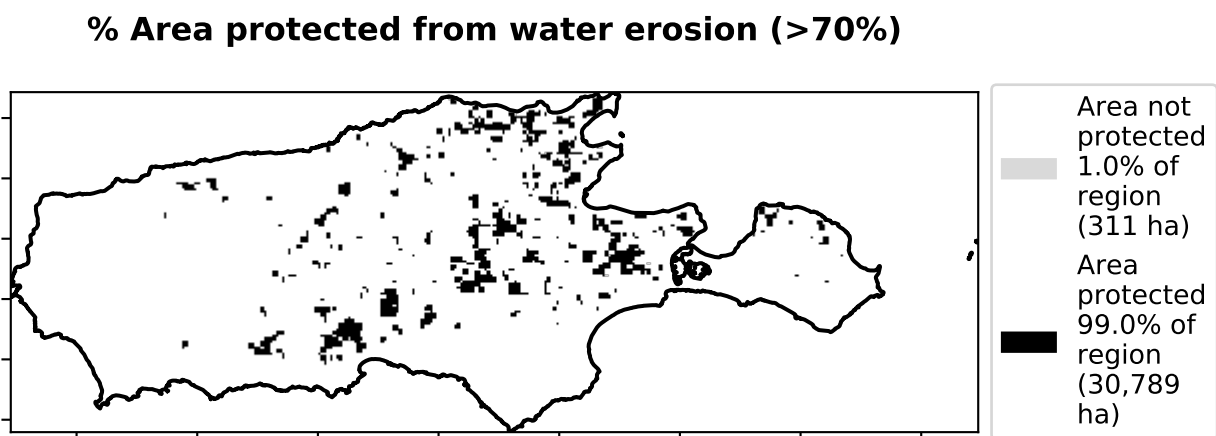 % Area protected from water erosion (>70%)
Area not
protected
1.0% of
region
(311 ha)
Area
protected
99.0% of
region
(30,789
ha)